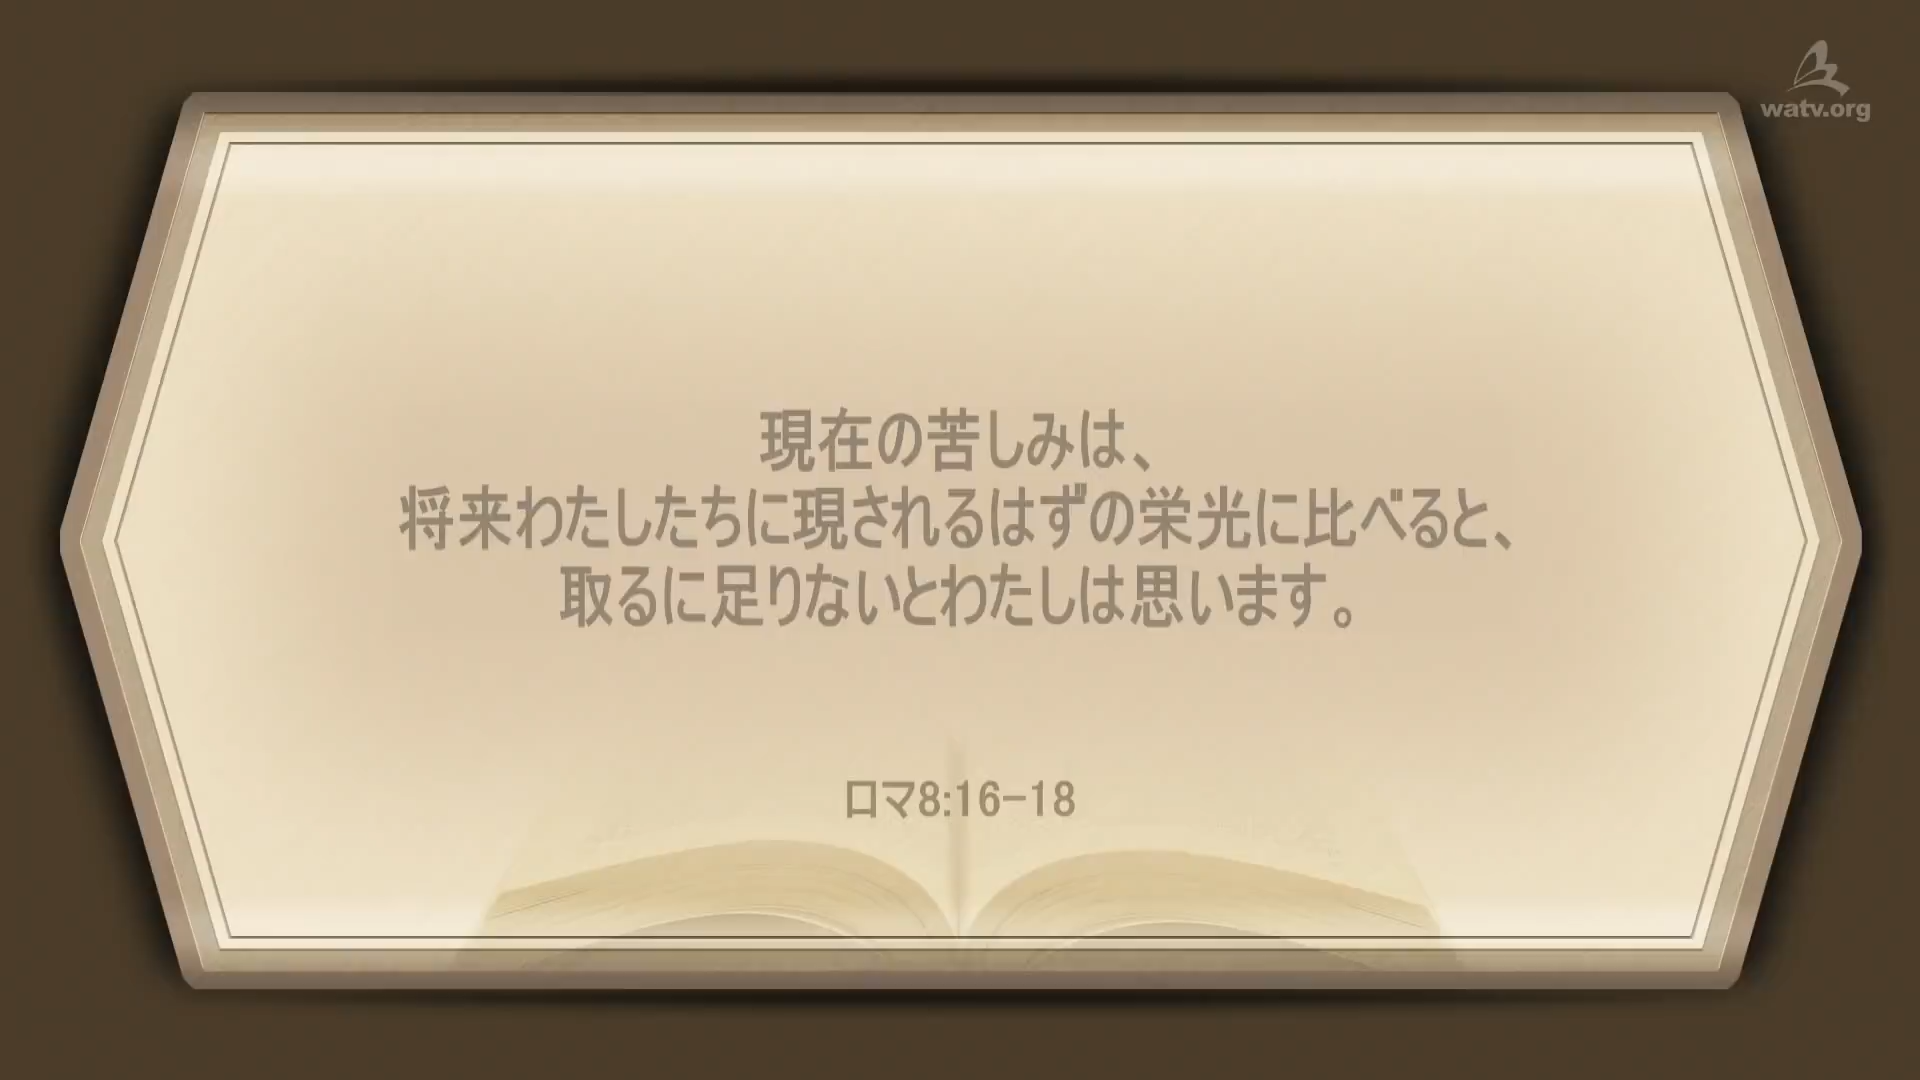 watv.org
現在の苦しみは、
将来わたしたちに現されるはずの栄光に比べると、
取るに足りないとわたしは思います。
ロマ8:16-18